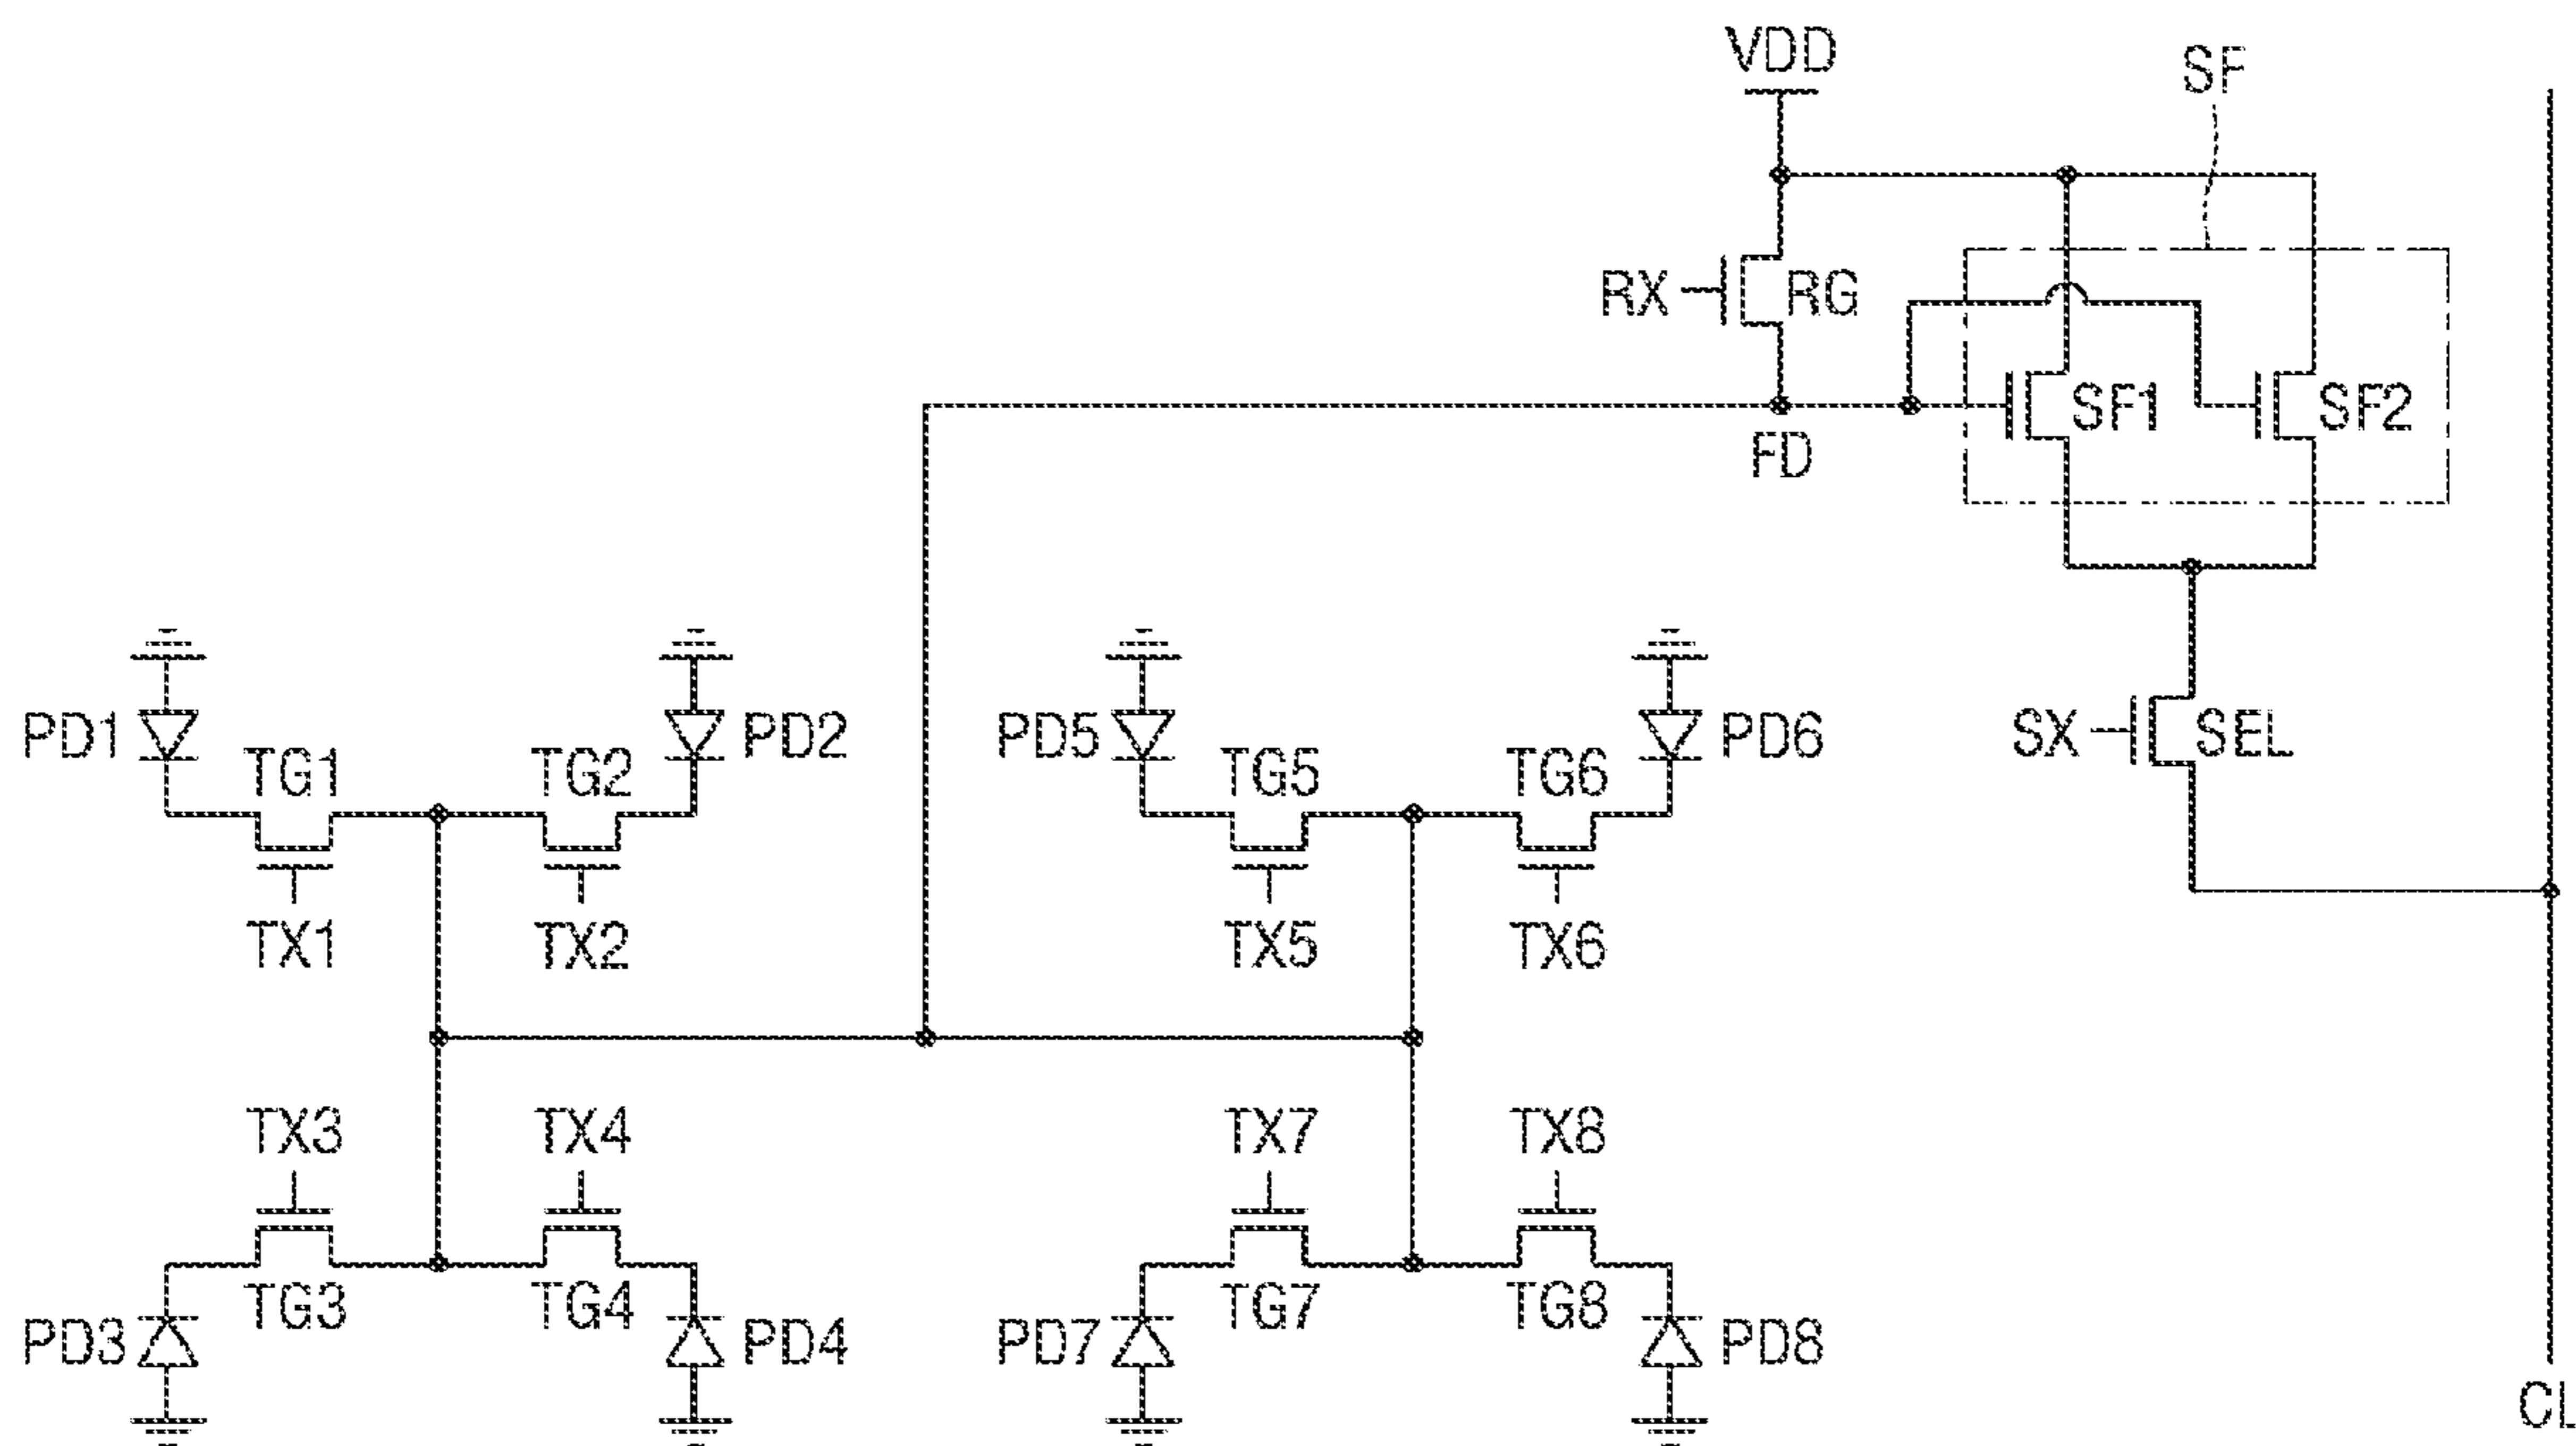 VDD
SF
RX
RG
SF1
SF2
FD
PD1
TG1
TG2
PD2
PD5
TG5
TG6
PD6
SX
SEL
TX1
TX2
TX5
TX6
TX3
TX4
TX7
TX8
PD3
TG3
TG4
PD4
PD7
TG7
TG8
PD8
CL